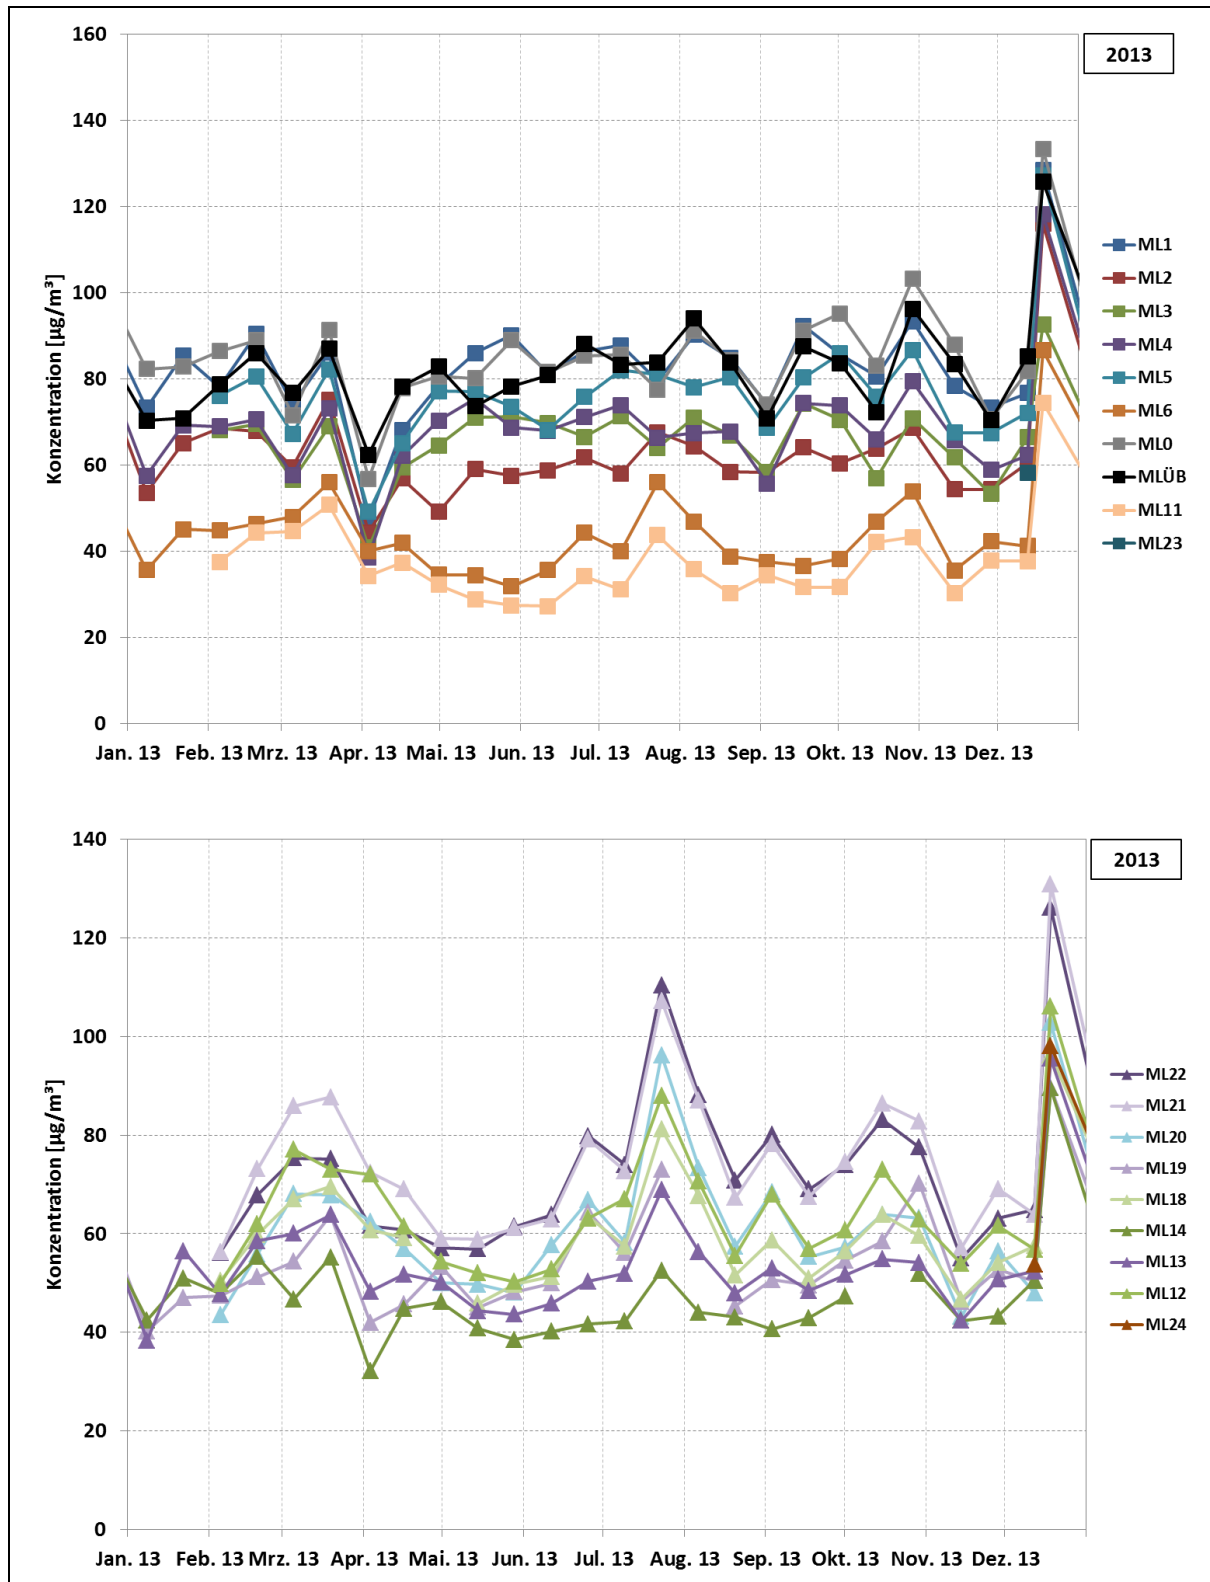 160
2013
140
120
100
80
60
40
20
0
Konzentration [µg/m³]
Jan. 13 Feb. 13 Mrz. 13 Apr. 13 Mai. 13 Jun. 13 Jul. 13 Aug. 13 Sep. 13 Okt. 13 Nov. 13 Dez. 13
ML1
ML2
ML3
ML4
ML5
ML6
ML0
MLÜB
ML11
ML23
140
2013
120
100
80
60
40
20
0
Konzentration [µg/m³]
Jan. 13 Feb. 13 Mrz. 13 Apr. 13 Mai. 13 Jun. 13 Jul. 13 Aug. 13 Sep. 13 Okt. 13 Nov. 13 Dez. 13
ML22
ML21
ML20
ML19
ML18
ML14
ML13
ML12
ML24